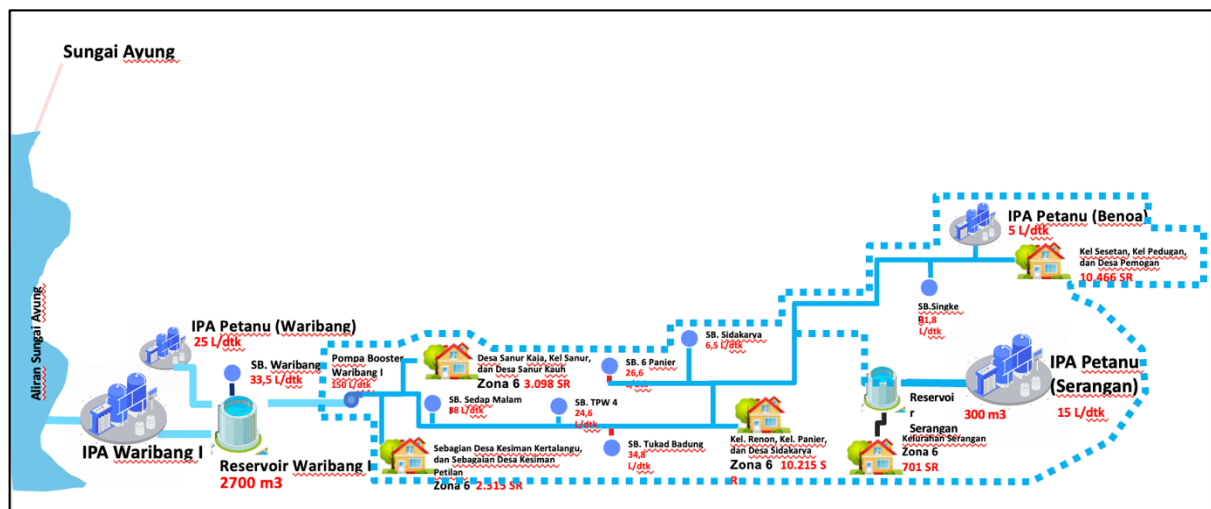 Sungai Ayung
Aliran Sungai Ayung
IPA Petanu (Waribang)
25 L/dtk
SB. Waribang
33,5 L/dtk
IPA Waribang I
Reservoir Waribang I
2700 m3
Pompa Booster
Waribang I
150 L/dtk
Desa Sanur Kaja, Kel Sanur,
dan Desa Sanur Kauh
Zona 6 3.098 SR
SB. Sedap Malam
L/dtk
SB. TPW 4
24,6
L/dtk
Sebagian Desa Kesiman Kertalangu,
dan Sebagaian Desa Kesiman
Petilan
Zona 6 2.315 SR
SB. 6 Panjer
26,6
SB. Sidakarya
6,5 L/dtk
SB. Tukad Badung
34,8
L/dtk
Kel. Renon, Kel. Panjer,
dan Desa Sidakarya
Zona 6 10.215 S
R
IPA Petanu (Benoa)
5 L/dtk
Kel Sesetan, Kel Pedugan,
dan Desa Pemogan
10.466 SR
SB.Singke
L/dtk
Reservoi
r
Serangan
300 m3
IPA Petanu
(Serangan)
15 L/dtk
Kelurahan Serangan
Zona 6
701 SR